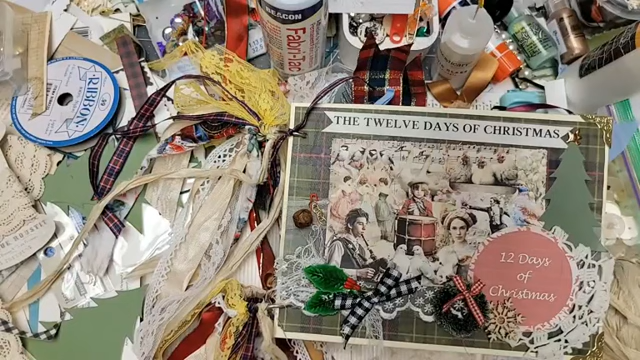 BEACON
Fabri-Tac
RIBBON
THE TWELVE DAYS OF CHRISTMAS
12 Days
of
Christmas